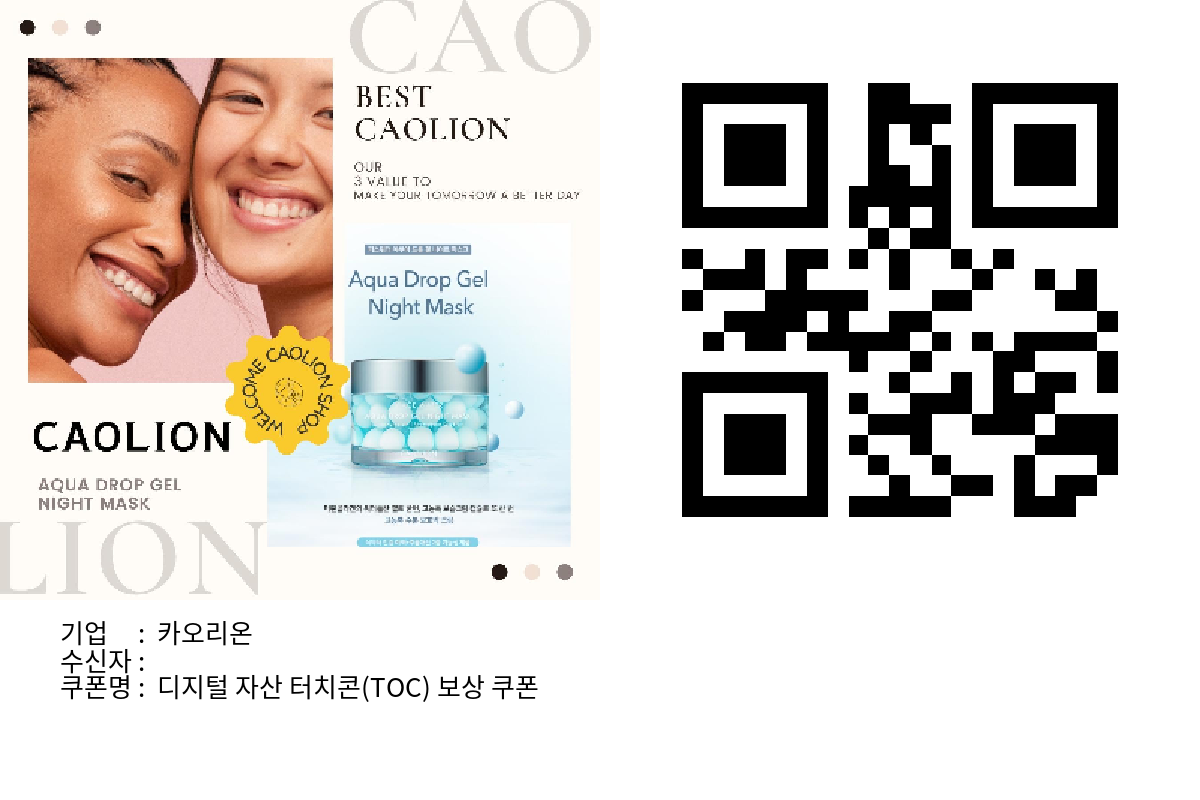 CAO
BEST
CAOLION
OUR
3 VALUE TO
MAKE YOUR TOMORROW A BETTER DAY
Aqua Drop Gel
Night Mask
WELCOME CAOLION SHOP
CAOLION
AQUA DROP GEL
NIGHT MASK
LION
기업 : 카오리온
수신자 :
쿠폰명 : 디지털 자산 터치콘(TOC) 보상 쿠폰